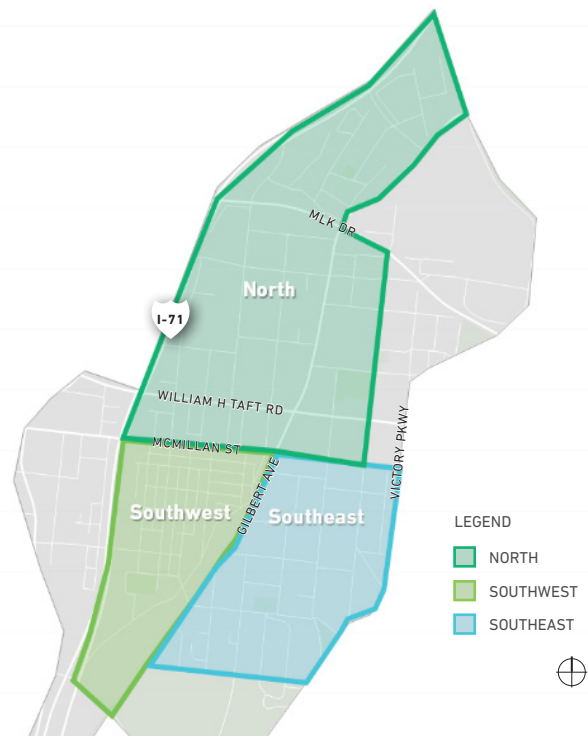 MLK DR
North
I-71
WILLIAM H TAFT RD
MCMILLAN ST
VICTORY PKWY
GILBERT AVE
Southwest
Southeast
LEGEND
NORTH
SOUTHWEST
SOUTHEAST